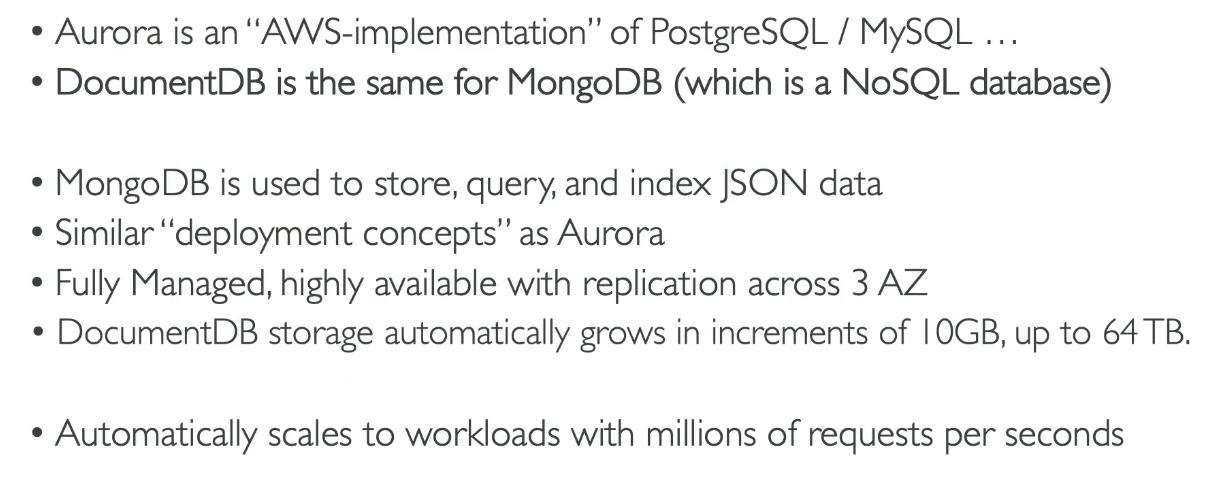 • Aurora is an “AWS-implementation” of PostgreSQL / MySQL …
• DocumentDB is the same for MongoDB (which is a NoSQL database)
• MongoDB is used to store, query, and index JSON data
• Similar “deployment concepts” as Aurora
• Fully Managed, highly available with replication across 3 AZ
• DocumentDB storage automatically grows in increments of 10GB, up to 64 TB.
• Automatically scales to workloads with millions of requests per seconds